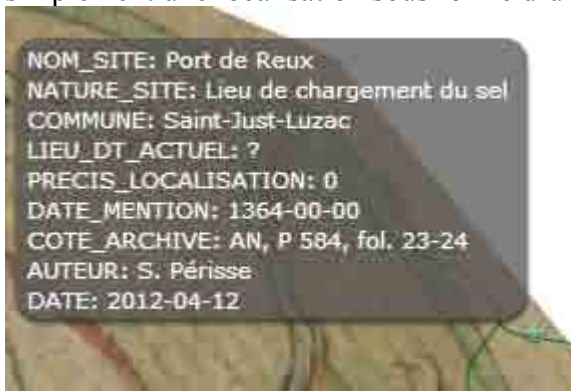 NOM_SITE: Port de Reux
NATURE_SITE: Lieu de chargement du sel
COMMUNE: Saint-Just-Luzac
LIEU_DT_ACTUEL: ?
PRECIS_LOCALISATION: 0
DATE_MENTION: 1364-00-00
COTE_ARCHIVE: AN, P 584, fol. 23-24
AUTEUR: S. Périsse
DATE: 2012-04-12